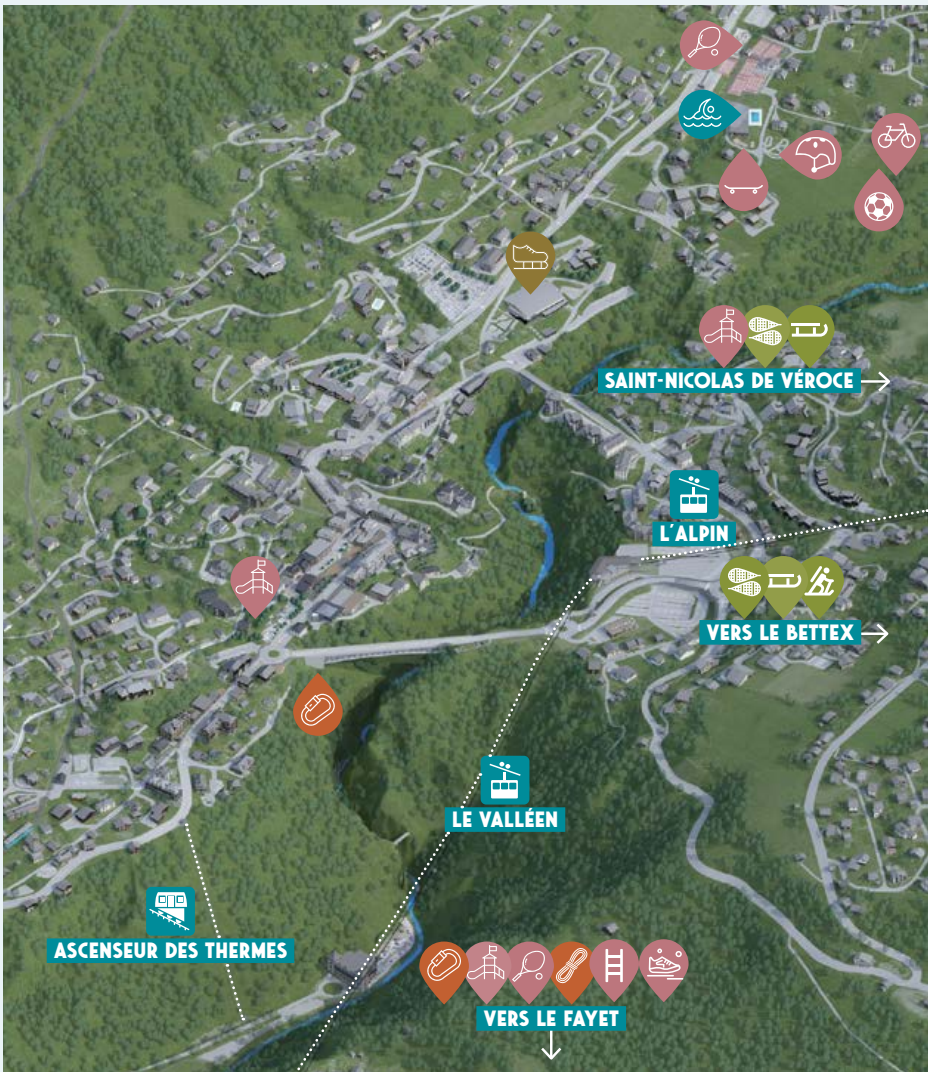 SAINT-NICOLAS DE VÉROCE
L'ALPIN
VERS LE BETTEX
LE VALLÉEN
ASCENSEUR DES THERMES
VERS LE FAYET